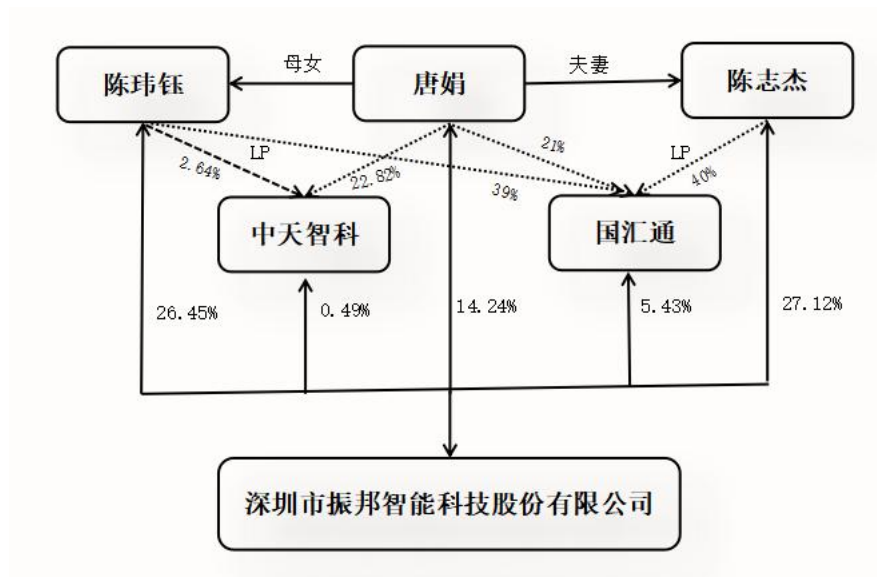 陈玮钰
母女
唐娟
夫妻
陈志杰
LP
2.64%
22.82%
39%
21%
LP
40%
中天智科
国汇通
26.45%
0.49%
14.24%
5.43%
27.12%
深圳市振邦智能科技股份有限公司